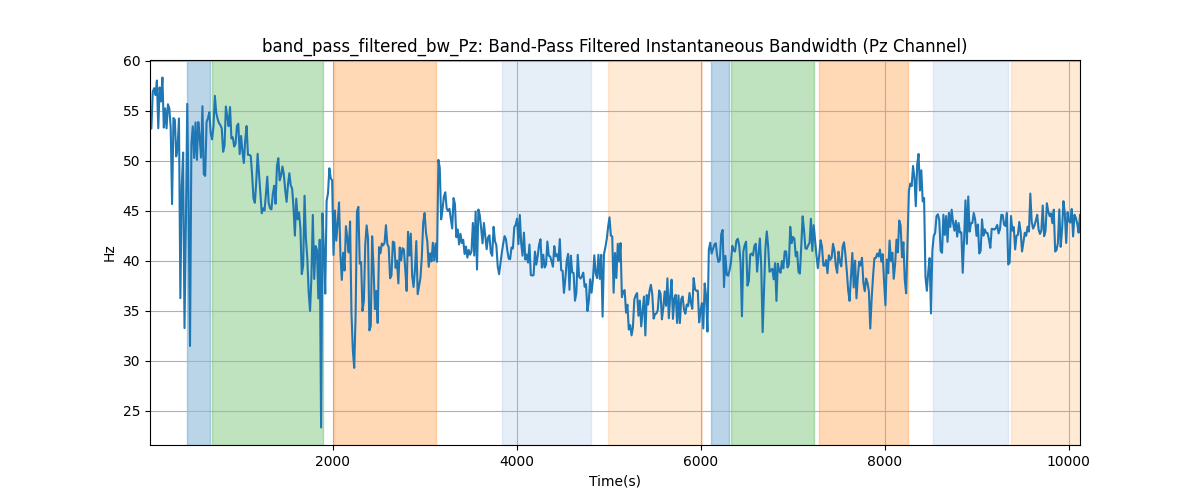 band_pass_filtered_bw_Pz: Band-Pass Filtered Instantaneous Bandwidth (Pz Channel)
60
55
50
45
40
35
30
25
Hz
2000 4000 6000 8000 10000
Time(s)